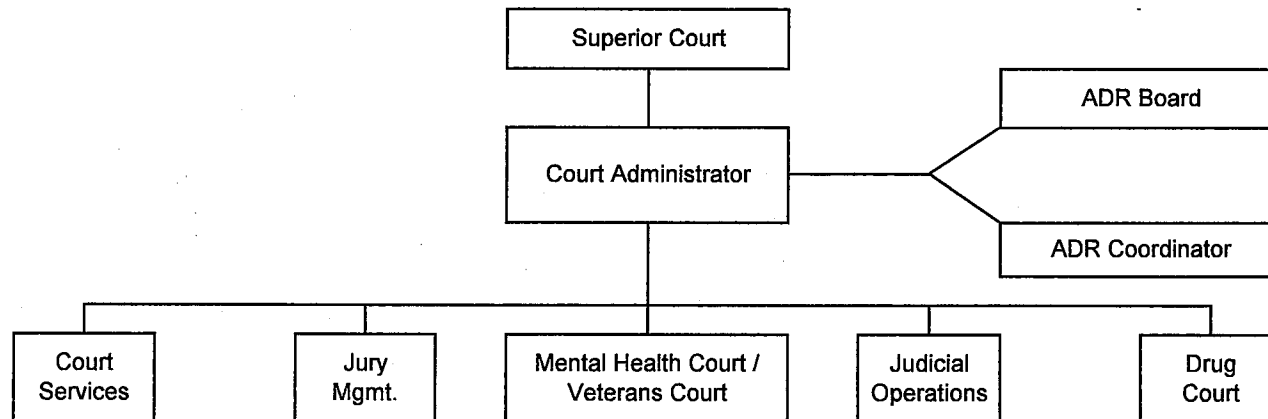 Superior Court
ADR Board
Court Administrator
ADR Coordinator
Court
Services
Jury
Mgmt.
Mental Health Court /
Veterans Court
Judicial
Operations
Drug
Court